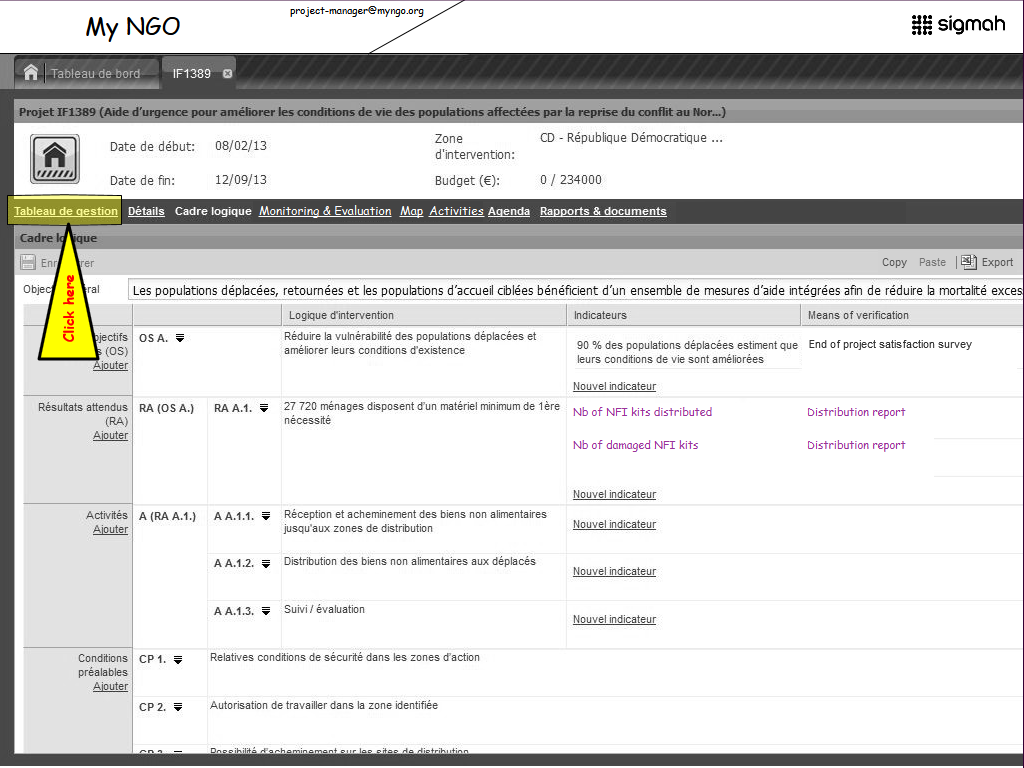 project-manager@myngo.org
My NGO
sigmah
Tableau de bord
IF1389
Projet IF1389 (Aide d'urgence pour améliorer les conditions de vie des populations affectées par la reprise du conflit au Nor...)
Date de début: 08/02/13
Zone d'intervention: CD - République Démocratique ...
Date de fin: 12/09/13
Budget (€): 0 / 234000
Tableau de gestion Détails Cadre logique Monitoring & Evaluation Map Activities Agenda Rapports & documents
Cadre logique
Copy Paste Export
Click here
Les populations déplacées, retournées et les populations d'accueil ciblées bénéficient d'un ensemble de mesures d'aide intégrées afin de réduire la mortalité exces
Logique d'intervention Indicateurs Means of verification
(OS)
Ajouter
OS A.
Réduire la vulnérabilité des populations déplacées et
améliorer leurs conditions d'existence
90 % des populations déplacées estiment que
leurs conditions de vie sont améliorées
End of project satisfaction survey
Nouvel indicateur
Résultats attendus
(RA)
Ajouter
RA (OS A.)
RA A.1.
27 720 ménages disposent d'un matériel minimum de 1ère
nécessité
Nb of NFI kits distributed
Distribution report
Nb of damaged NFI kits
Distribution report
Nouvel indicateur
Activités
Ajouter
A (RA A.1.)
A A.1.1.
Réception et acheminement des biens non alimentaires
jusqu'aux zones de distribution
Nouvel indicateur
A A.1.2.
Distribution des biens non alimentaires aux déplacés
Nouvel indicateur
A A.1.3.
Suivi / évaluation
Nouvel indicateur
Conditions
préalables
Ajouter
CP 1.
Relatives conditions de sécurité dans les zones d'action
CP 2.
Autorisation de travailler dans la zone identifiée
Possibilité d'acheminement sur les sites de distribution